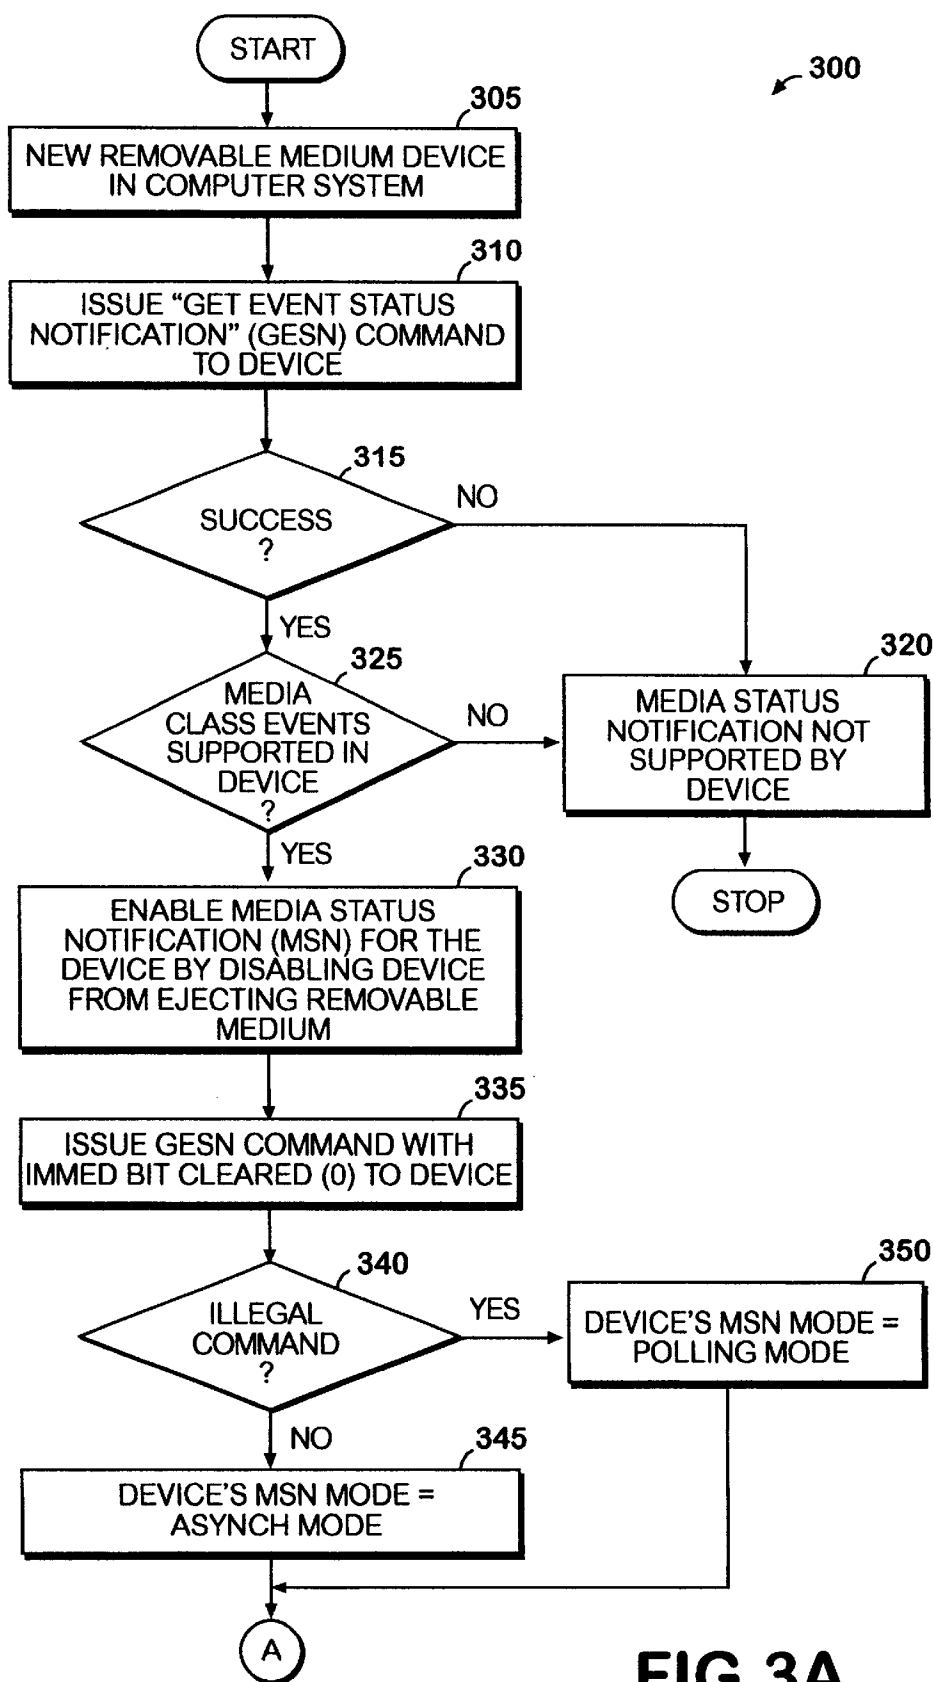 START
300
305
NEW REMOVABLE MEDIUM DEVICE
IN COMPUTER SYSTEM
310
ISSUE “GET EVENT STATUS
NOTIFICATION” (GESN) COMMAND
TO DEVICE
315
SUCCESS
?
NO
YES
325
MEDIA
CLASS EVENTS
SUPPORTED IN
DEVICE
?
NO
320
MEDIA STATUS
NOTIFICATION NOT
SUPPORTED BY
DEVICE
STOP
YES
330
ENABLE MEDIA STATUS
NOTIFICATION (MSN) FOR THE
DEVICE BY DISABLING DEVICE
FROM EJECTING REMOVABLE
MEDIUM
335
ISSUE GESN COMMAND WITH
IMMED BIT CLEARED (0) TO DEVICE
340
ILLEGAL
COMMAND
?
YES
350
DEVICE'S MSN MODE =
POLLING MODE
NO
345
DEVICE'S MSN MODE =
ASYNCH MODE
A
FIG 3A